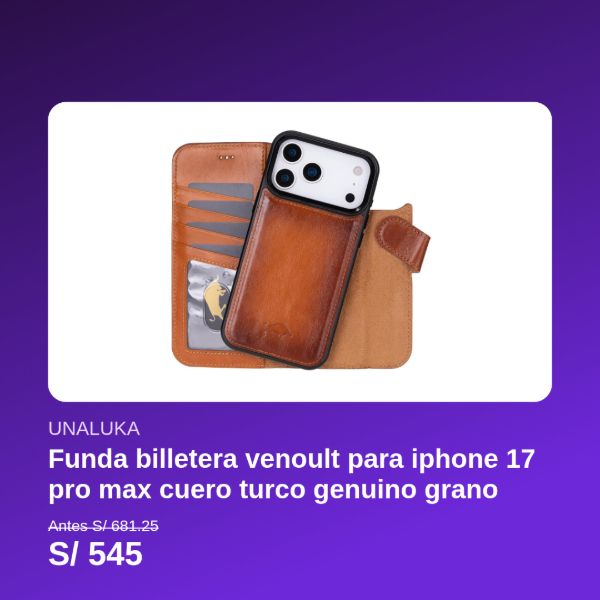 UNALUKA
Funda billetera venoult para iphone 17
pro max cuero turco genuino grano
Antes S/ 681.25
S/ 545